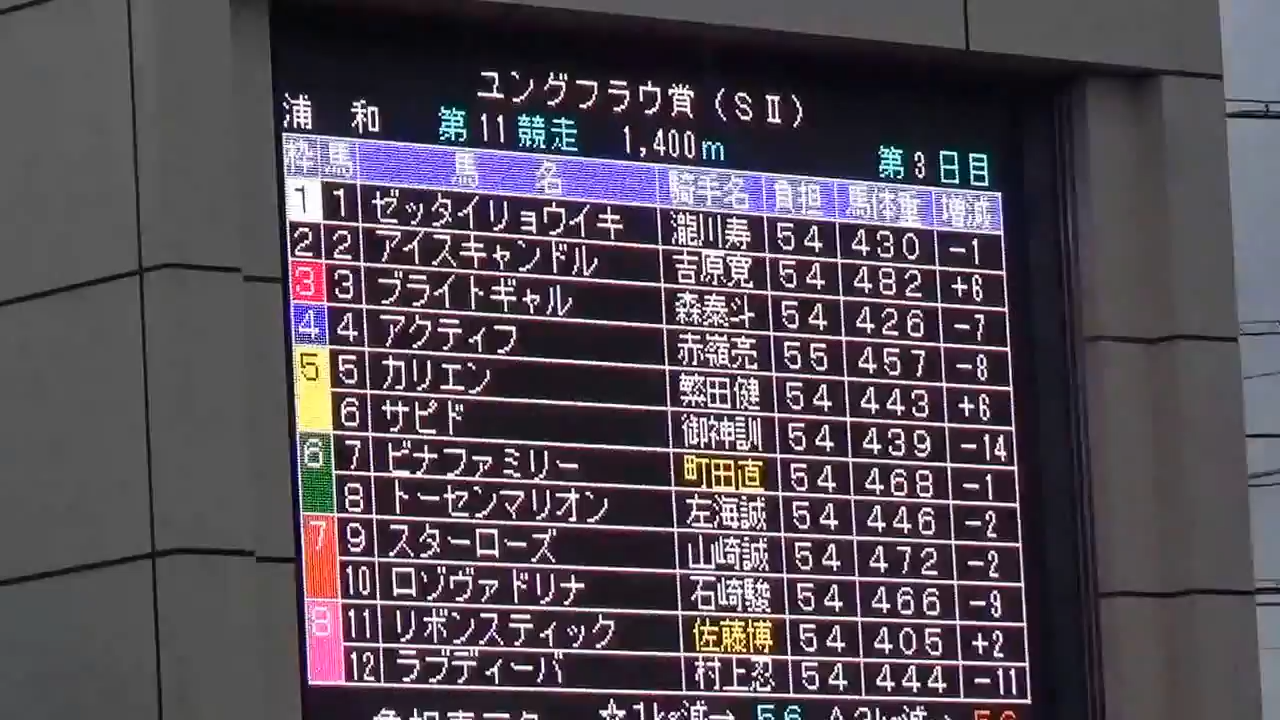 ユングフラウ賞（SⅡ）
浦 和 第11競走 1,400m 第3日目
枠 馬 馬 名 騎手名 負担 馬体重 増減
1 1 ゼッタイリョウイキ 瀧川寿 54 430 -1
2 2 アイスキャンドル 吉原寛 54 482 +6
3 3 ブライトギャル 森泰斗 54 426 -7
4 4 アクティフ 赤嶺亮 55 457 -8
5 5 カリエン 繁田健 54 443 +6
6 サピド 御神訓 54 439 -14
6 7 ビナファミリー 町田直 54 468 -1
8 トーセンマリオン 左海誠 54 446 -2
7 9 スターローズ 山崎誠 54 472 -2
10 ロゾヴァドリナ 石崎駿 54 466 -9
8 11 リボンスティック 佐藤博 54 405 +2
12 ラブディーバ 村上忍 54 444 -11